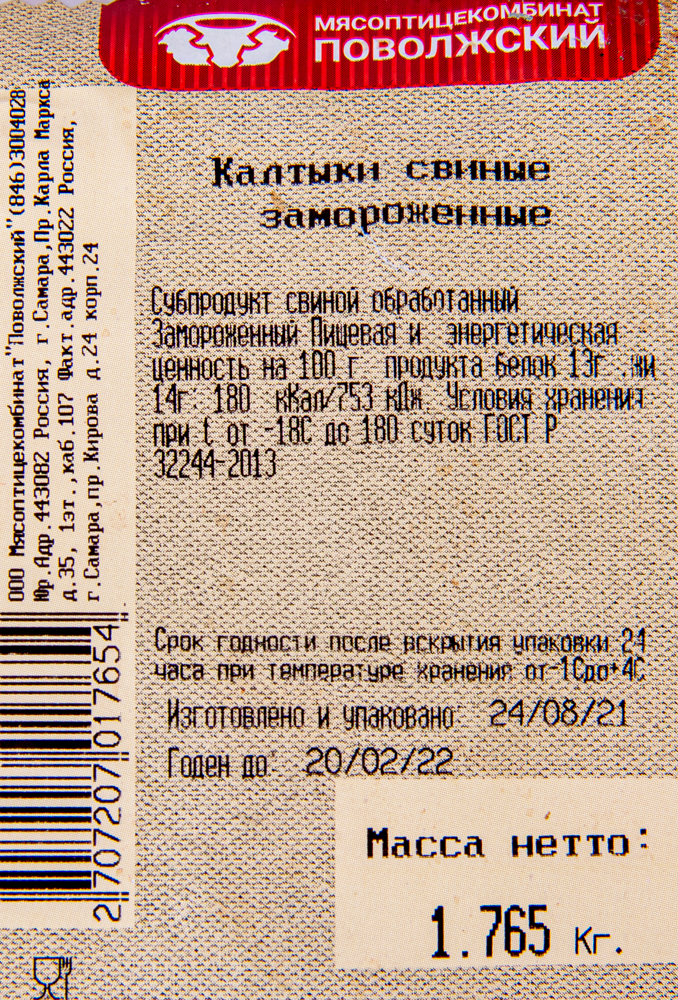 МЯСОПТИЦЕКОМБИНАТ
ПОВОЛЖСКИЙ
Калтыки свиные
замороженные
Субпродукт свиной обработанный
Замороженный Пищевая и энергетическая
ценность на 100 г продукта белок 13г .жи
14г. 180 кКал/753 кДж Условия хранения
при t от -18С до 180 суток ГОСТ Р
32244-2013
Срок годности после вскрытия упаковки 24
часа при температуре хранения от-1Сдо+4С
Изготовлено и упаковано: 24/08/21
Годен до: 20/02/22
Масса нетто:
1.765 Кг.
ООО Мясоптицекомбинат"Поволжский"(846)3004028
Юр.Адр.443082 Россия, г.Самара,Пр.Карла Маркса
д.35, 1эт.,каб.107 Факт.адр.443022 Россия,
г.Самара,пр.Кирова д.24 корп.24
2 707207 017654